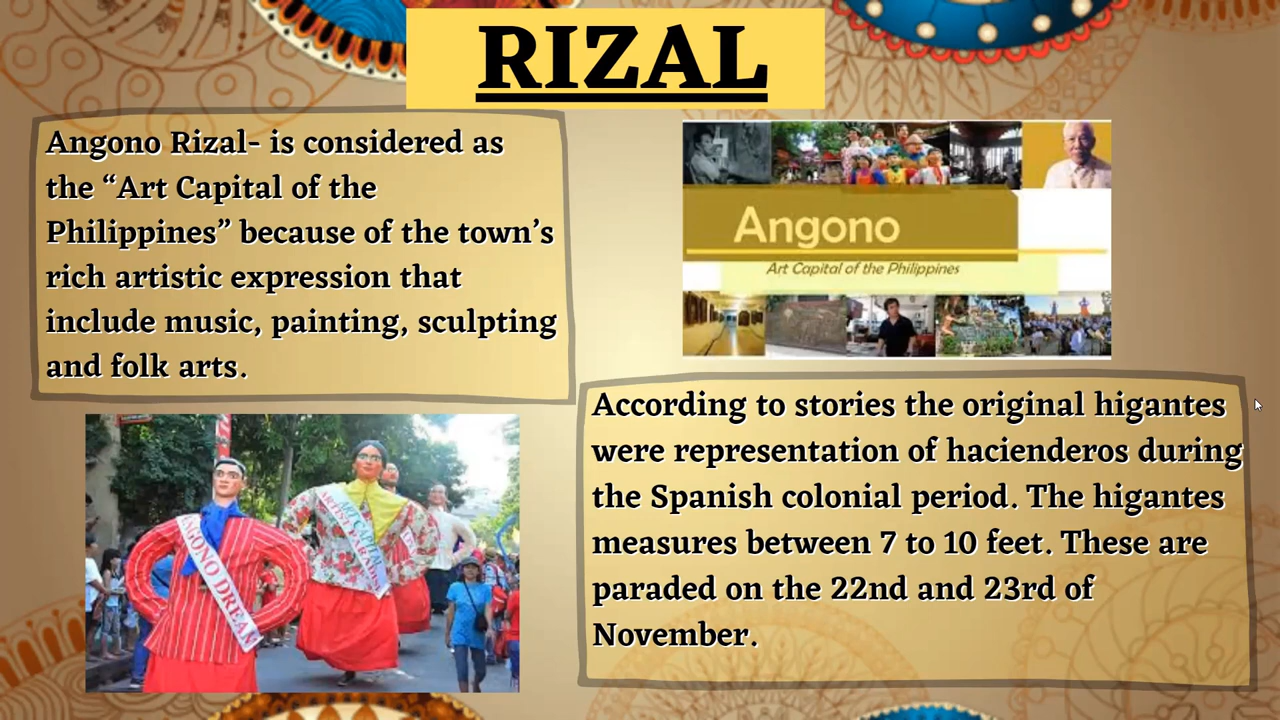 RIZAL
Angono Rizal- is considered as
the “Art Capital of the
Philippines” because of the town’s
rich artistic expression that
include music, painting, sculpting
and folk arts.
Angono
Art Capital of the Philippines
ANGONO DREAM
According to stories the original higantes
were representation of hacienderos during
the Spanish colonial period. The higantes
measures between 7 to 10 feet. These are
paraded on the 22nd and 23rd of
November.